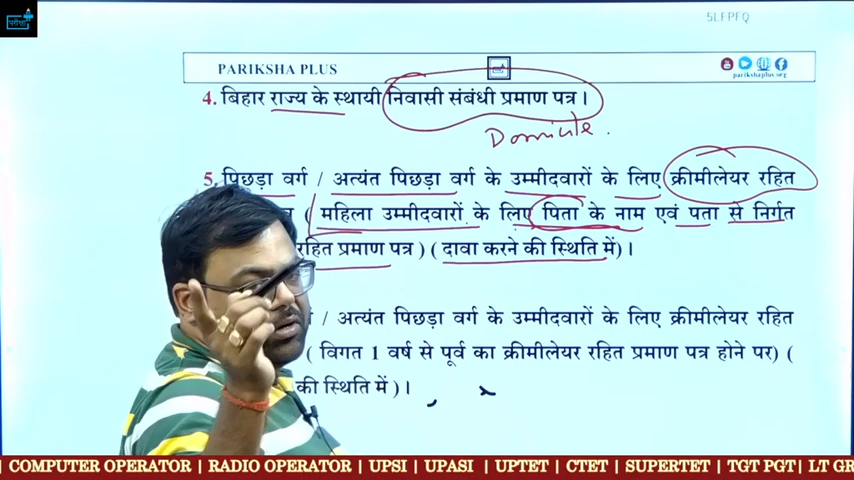 परीक्षा
5LFPFQ
PARIKSHA PLUS
parikshaplus.org
4. बिहार राज्य के स्थायी निवासी संबंधी प्रमाण पत्र।
Domicile.
5. पिछड़ा वर्ग / अत्यंत पिछड़ा वर्ग के उम्मीदवारों के लिए क्रीमीलेयर रहित
( महिला उम्मीदवारों के लिए पिता के नाम एवं पता से निर्गत
रहित प्रमाण पत्र ) ( दावा करने की स्थिति में )।
/ अत्यंत पिछड़ा वर्ग के उम्मीदवारों के लिए क्रीमीलेयर रहित
( विगत 1 वर्ष से पूर्व का क्रीमीलेयर रहित प्रमाण पत्र होने पर) (
की स्थिति में )।
| COMPUTER OPERATOR | RADIO OPERATOR | UPSI | UPASI | UPTET | CTET | SUPERTET | TGT PGT| LT GR